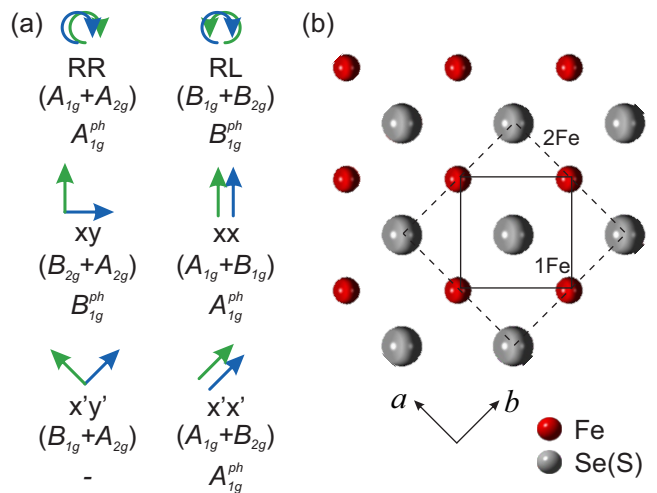 (a)
RR
(A1g+A2g)
A1g^ph
RL
(B1g+B2g)
B1g^ph
xy
(B2g+A2g)
B1g^ph
xx
(A1g+B1g)
A1g^ph
x'y'
(B1g+A2g)
-
x'x'
(A1g+B2g)
A1g^ph
(b)
2Fe
1Fe
a
b
Fe
Se(S)